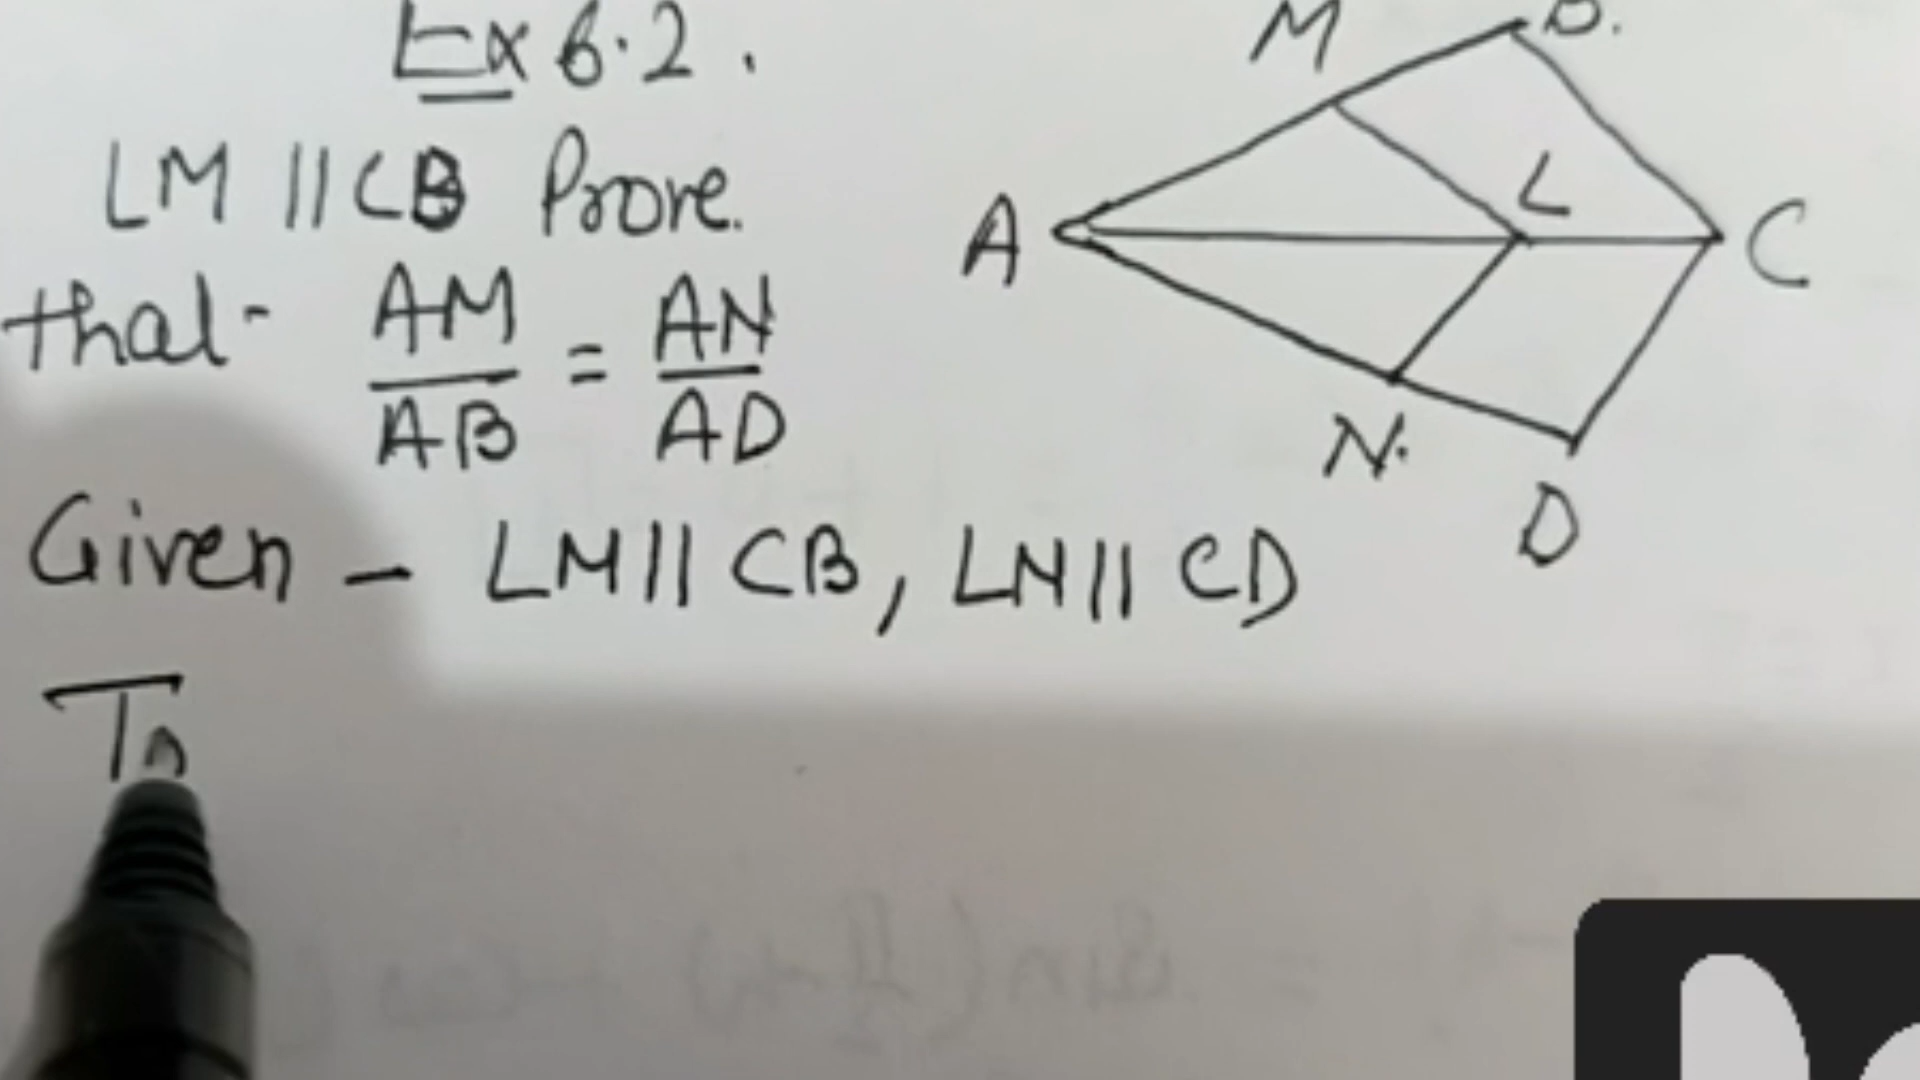 Ex 6.2.
LM || CB Prove.
that AM/AB = AN/AD
Given - LM || CB, LN || CD
To
M
B.
L
A
C
N.
D